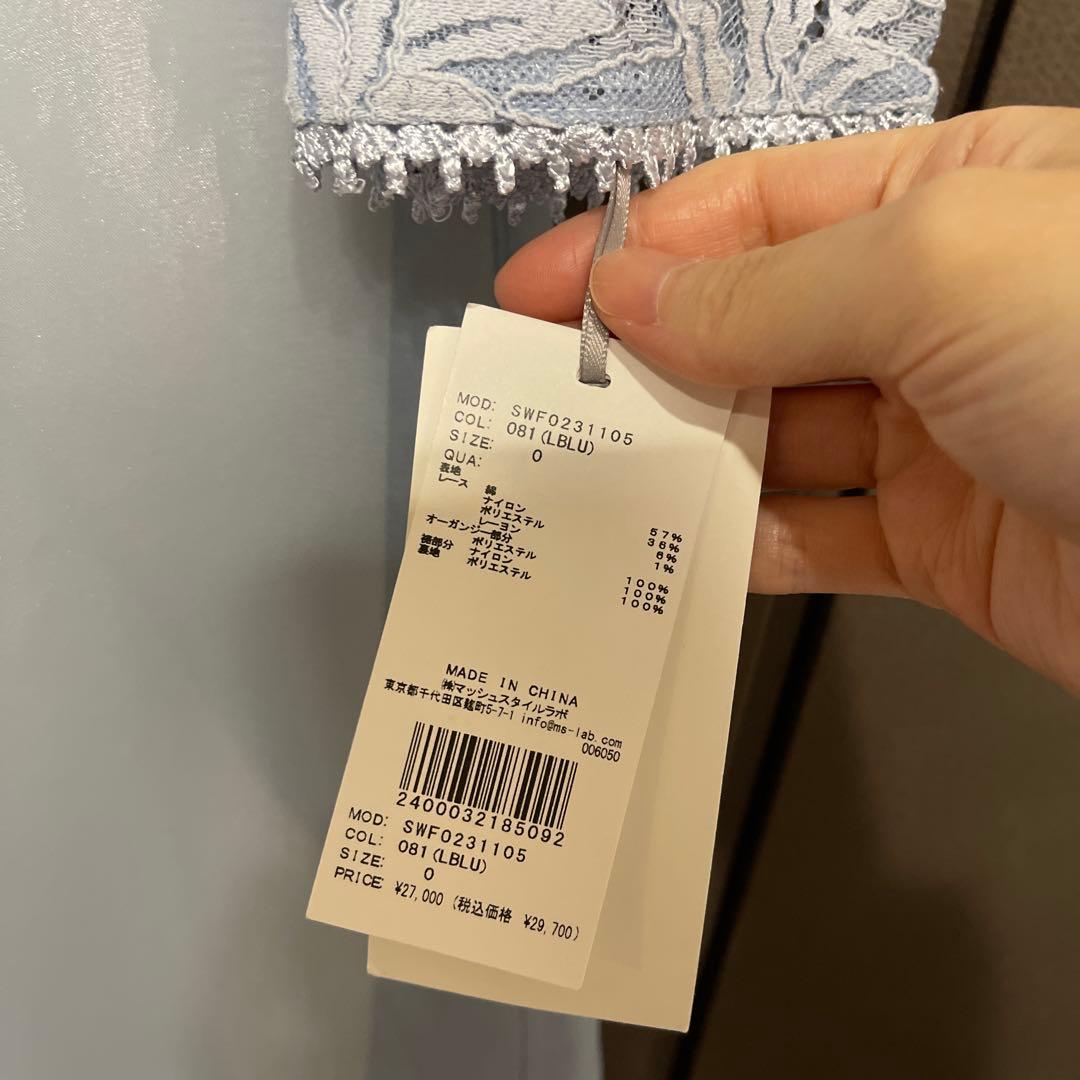 MOD: SWF0231105
COL: 081(LBLU)
SIZE: 0
QUA:
表地
レース 綿 57%
ナイロン 36%
ポリエステル 6%
レーヨン 1%
オーガンジー部分
ポリエステル 100%
裾部分 ナイロン 100%
裏地 ポリエステル 100%
MADE IN CHINA
㈱マッシュスタイルラボ
東京都千代田区麹町5-7-1 info@ms-lab.com
006050
2400032185092
MOD: SWF0231105
COL: 081(LBLU)
SIZE: 0
PRICE: ¥27,000 (税込価格 ¥29,700)